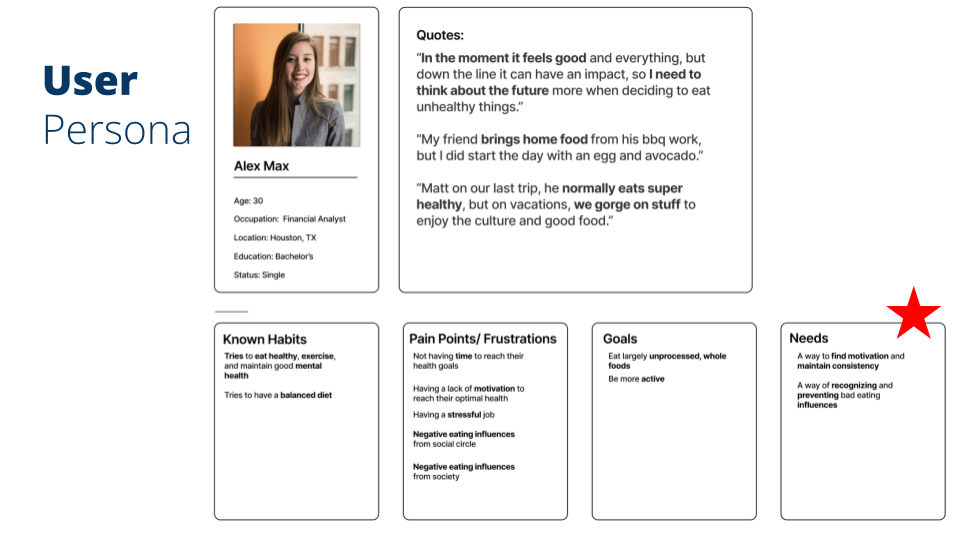 User
Persona
Alex Max
Age: 30
Occupation:  Financial Analyst
Location: Houston, TX
Education: Bachelor's
Status: Single
Quotes:
“In the moment it feels good and everything, but
down the line it can have an impact, so I need to
think about the future more when deciding to eat
unhealthy things.”
“My friend brings home food from his bbq work,
but I did start the day with an egg and avocado.”
“Matt on our last trip, he normally eats super
healthy, but on vacations, we gorge on stuff to
enjoy the culture and good food.”
Known Habits
Tries to eat healthy, exercise,
and maintain good mental
health
Tries to have a balanced diet
Pain Points/ Frustrations
Not having time to reach their
health goals
Having a lack of motivation to
reach their optimal health
Having a stressful job
Negative eating influences
from social circle
Negative eating influences
from society
Goals
Eat largely unprocessed, whole
foods
Be more active
Needs
A way to find motivation and
maintain consistency
A way of recognizing and
preventing bad eating
influences